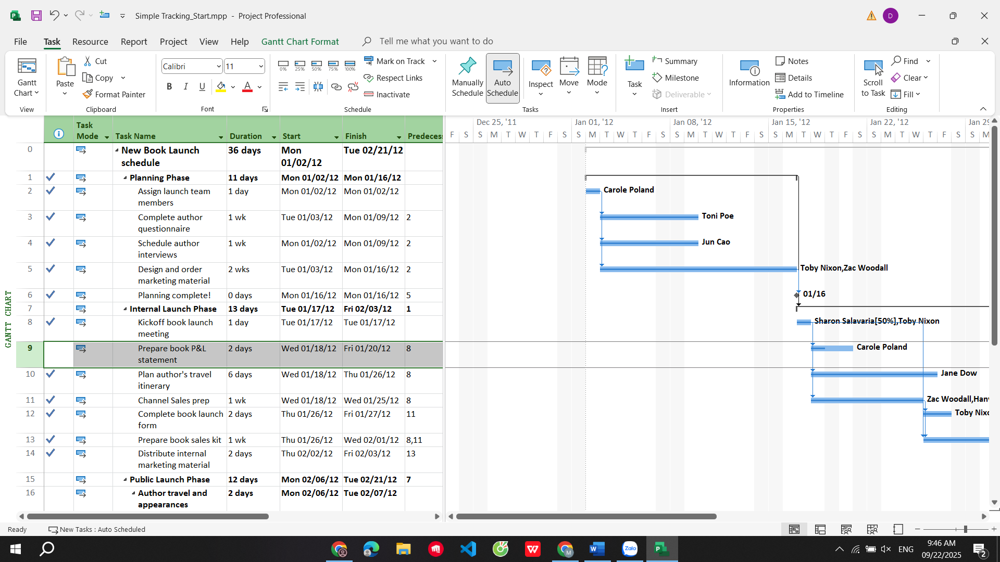 Simple Tracking_Start.mpp - Project Professional
D
File Task Resource Report Project View Help Gantt Chart Format Tell me what you want to do
Gantt Chart
View
Paste
Cut
Copy
Format Painter
Clipboard
Calibri 11
B I U A
Font
0% 25% 50% 75% 100%
Mark on Track
Respect Links
Inactivate
Schedule
Manually Schedule
Auto Schedule
Inspect
Move
Mode
Tasks
Task
Summary
Milestone
Deliverable
Insert
Information
Notes
Details
Add to Timeline
Properties
Scroll to Task
Find
Clear
Fill
Editing
Task Mode Task Name Duration Start Finish Predecess
Dec 25, '11 Jan 01, '12 Jan 08, '12 Jan 15, '12 Jan 22, '12 Jan 29
F S S M T W T F S S M T W T F S S M T W T F S S M T W T F S S M T W T F S S M
0 New Book Launch schedule 36 days Mon 01/02/12 Tue 02/21/12
1 Planning Phase 11 days Mon 01/02/12 Mon 01/16/12
2 Assign launch team members 1 day Mon 01/02/12 Mon 01/02/12
Carole Poland
3 Complete author questionnaire 1 wk Tue 01/03/12 Mon 01/09/12 2
Toni Poe
4 Schedule author interviews 1 wk Mon 01/02/12 Mon 01/09/12 2
Jun Cao
5 Design and order marketing material 2 wks Tue 01/03/12 Mon 01/16/12 2
Toby Nixon,Zac Woodall
6 Planning complete! 0 days Mon 01/16/12 Mon 01/16/12 5
01/16
7 Internal Launch Phase 13 days Tue 01/17/12 Fri 02/03/12 1
8 Kickoff book launch meeting 1 day Tue 01/17/12 Tue 01/17/12
Sharon Salavaria[50%],Toby Nixon
9 Prepare book P&L statement 2 days Wed 01/18/12 Fri 01/20/12 8
Carole Poland
10 Plan author's travel itinerary 6 days Wed 01/18/12 Thu 01/26/12 8
Jane Dow
11 Channel Sales prep 1 wk Wed 01/18/12 Wed 01/25/12 8
Zac Woodall,Han
12 Complete book launch form 2 days Thu 01/26/12 Fri 01/27/12 11
Toby Nixo
13 Prepare book sales kit 1 wk Thu 01/26/12 Wed 02/01/12 8,11
14 Distribute internal marketing material 2 days Thu 02/02/12 Fri 02/03/12 13
15 Public Launch Phase 12 days Mon 02/06/12 Tue 02/21/12 7
16 Author travel and appearances 2 days Mon 02/06/12 Tue 02/07/12
GANTT CHART
Ready New Tasks : Auto Scheduled
Zalo
ENG
9:46 AM
09/22/2025
2